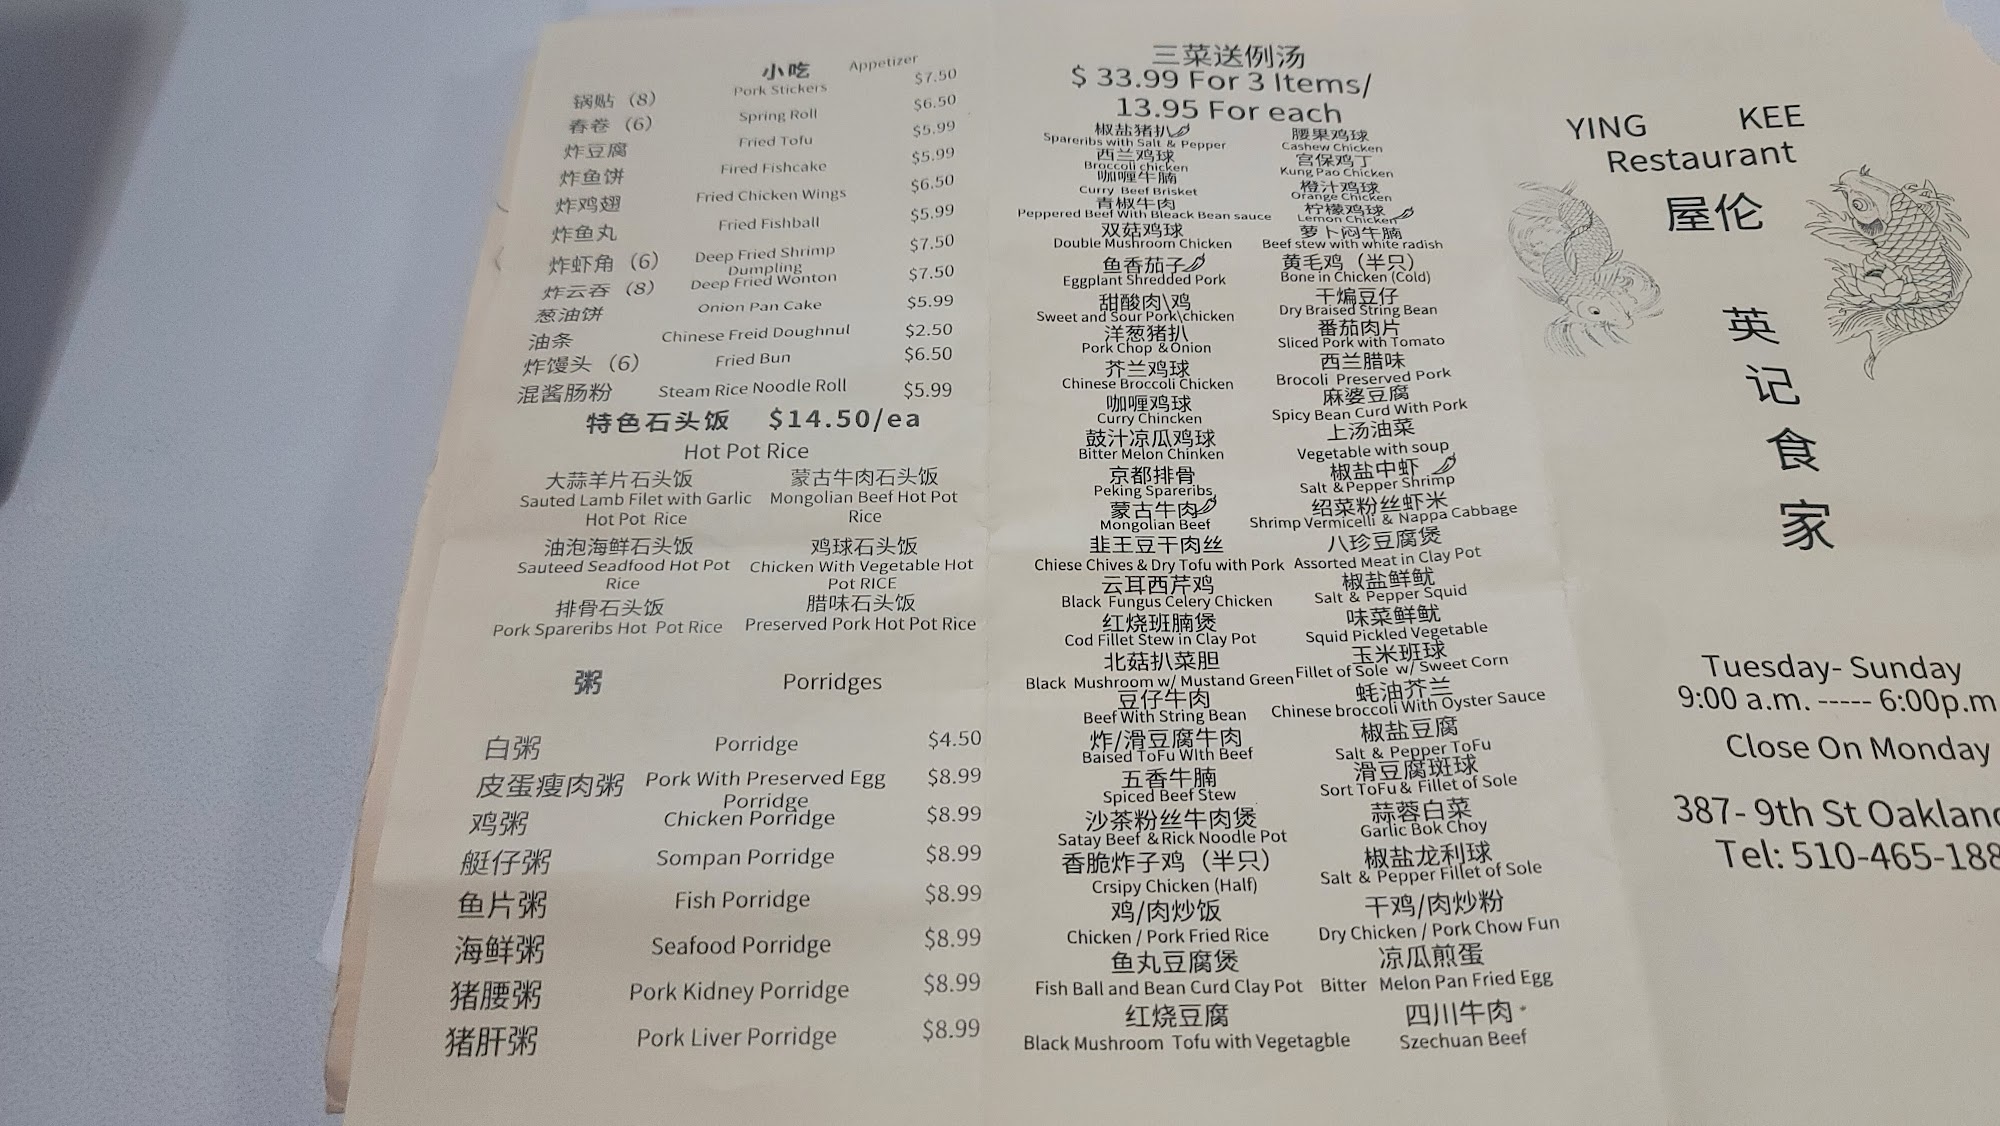 小吃 Appetizer
锅贴 (8) Pork Stickers $7.50
春卷 (6) Spring Roll $6.50
炸豆腐 Fried Tofu $5.99
炸鱼饼 Fired Fishcake $5.99
炸鸡翅 Fried Chicken Wings $6.50
炸鱼丸 Fried Fishball $5.99
炸虾角 (6) Deep Fried Shrimp Dumpling $7.50
炸云吞 (8) Deep Fried Wonton $7.50
葱油饼 Onion Pan Cake $5.99
油条 Chinese Freid Doughnul $2.50
炸馒头 (6) Fried Bun $6.50
混酱肠粉 Steam Rice Noodle Roll $5.99
特色石头饭 $14.50/ea
Hot Pot Rice
大蒜羊片石头饭 蒙古牛肉石头饭
Sauted Lamb Filet with Garlic Mongolian Beef Hot Pot
Hot Pot Rice Rice
油泡海鲜石头饭 鸡球石头饭
Sauteed Seadfood Hot Pot Chicken With Vegetable Hot
Rice Pot RICE
排骨石头饭 腊味石头饭
Pork Spareribs Hot Pot Rice Preserved Pork Hot Pot Rice
粥 Porridges
白粥 Porridge $4.50
皮蛋瘦肉粥 Pork With Preserved Egg Porridge $8.99
鸡粥 Chicken Porridge $8.99
艇仔粥 Sompan Porridge $8.99
鱼片粥 Fish Porridge $8.99
海鲜粥 Seafood Porridge $8.99
猪腰粥 Pork Kidney Porridge $8.99
猪肝粥 Pork Liver Porridge $8.99
三菜送例汤
$ 33.99 For 3 Items/
13.95 For each
椒盐猪扒 腰果鸡球
Spareribs with Salt & Pepper Cashew Chicken
西兰鸡球 宫保鸡丁
Broccoli chicken Kung Pao Chicken
咖喱牛腩 橙汁鸡球
Curry Beef Brisket Orange Chicken
青椒牛肉 柠檬鸡球
Peppered Beef With Bleack Bean sauce Lemon Chicken
双菇鸡球 萝卜闷牛腩
Double Mushroom Chicken Beef stew with white radish
鱼香茄子 黄毛鸡（半只）
Eggplant Shredded Pork Bone in Chicken (Cold)
甜酸肉\鸡 干煸豆仔
Sweet and Sour Pork\chicken Dry Braised String Bean
洋葱猪扒 番茄肉片
Pork Chop & Onion Sliced Pork with Tomato
芥兰鸡球 西兰腊味
Chinese Broccoli Chicken Brocoli Preserved Pork
咖喱鸡球 麻婆豆腐
Curry Chincken Spicy Bean Curd With Pork
鼓汁凉瓜鸡球 上汤油菜
Bitter Melon Chinken Vegetable with soup
京都排骨 椒盐中虾
Peking Spareribs Salt & Pepper Shrimp
蒙古牛肉 绍菜粉丝虾米
Mongolian Beef Shrimp Vermicelli & Nappa Cabbage
韭王豆干肉丝 八珍豆腐煲
Chiese Chives & Dry Tofu with Pork Assorted Meat in Clay Pot
云耳西芹鸡 椒盐鲜鱿
Black Fungus Celery Chicken Salt & Pepper Squid
红烧班腩煲 味菜鲜鱿
Cod Fillet Stew in Clay Pot Squid Pickled Vegetable
北菇扒菜胆 玉米班球
Black Mushroom w/ Mustand Green Fillet of Sole w/ Sweet Corn
豆仔牛肉 蚝油芥兰
Beef With String Bean Chinese broccoli With Oyster Sauce
炸/滑豆腐牛肉 椒盐豆腐
Baised ToFu With Beef Salt & Pepper ToFu
五香牛腩 滑豆腐斑球
Spiced Beef Stew Sort ToFu & Fillet of Sole
沙茶粉丝牛肉煲 蒜蓉白菜
Satay Beef & Rick Noodle Pot Garlic Bok Choy
香脆炸子鸡（半只） 椒盐龙利球
Crsipy Chicken (Half) Salt & Pepper Fillet of Sole
鸡/肉炒饭 干鸡/肉炒粉
Chicken / Pork Fried Rice Dry Chicken / Pork Chow Fun
鱼丸豆腐煲 凉瓜煎蛋
Fish Ball and Bean Curd Clay Pot Bitter Melon Pan Fried Egg
红烧豆腐 四川牛肉
Black Mushroom Tofu with Vegetagble Szechuan Beef
YING KEE
Restaurant
屋伦
英
记
食
家
Tuesday- Sunday
9:00 a.m. ----- 6:00p.m
Close On Monday
387- 9th St Oakland
Tel: 510-465-188